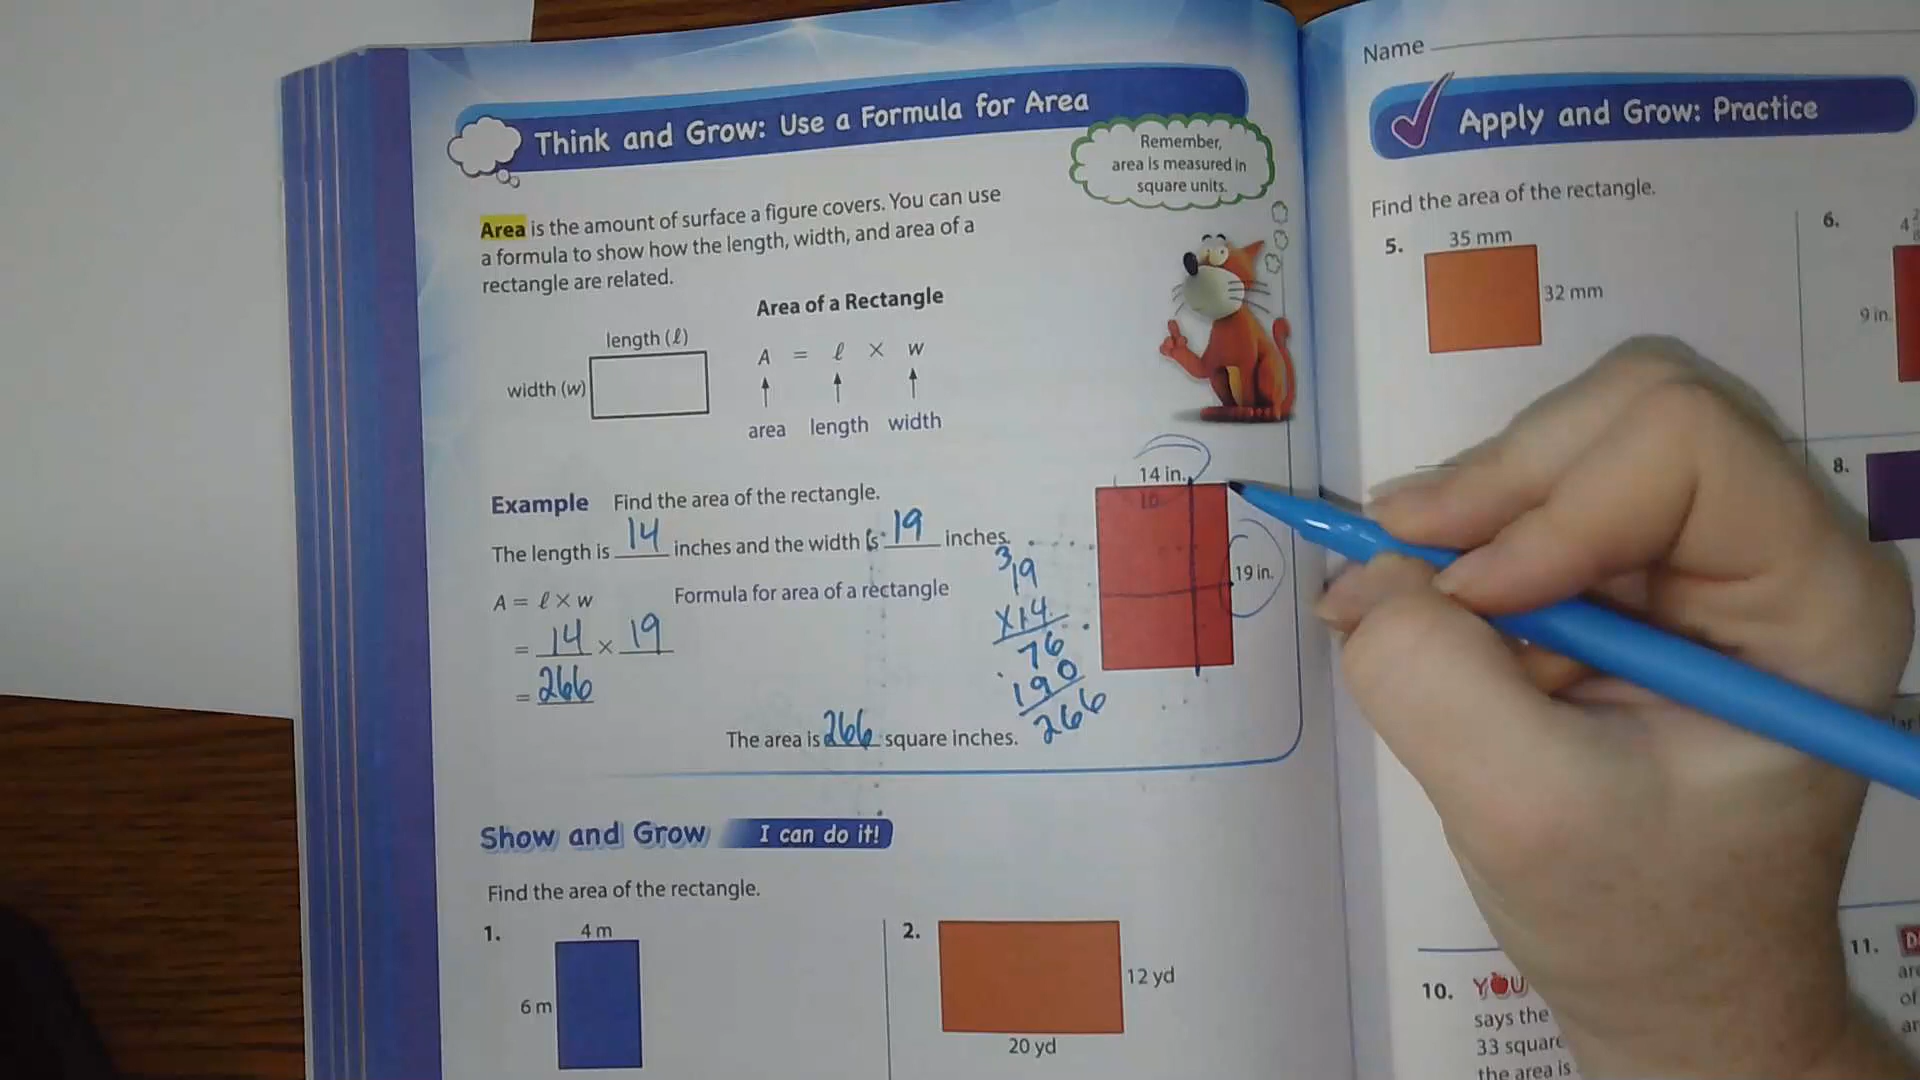 Think and Grow: Use a Formula for Area
Remember,
area is measured in
square units.
Area is the amount of surface a figure covers. You can use
a formula to show how the length, width, and area of a
rectangle are related.
Area of a Rectangle
length (ℓ)
width (w)
A = ℓ × w
area length width
Example Find the area of the rectangle.
The length is 14 inches and the width is 19 inches.
A = ℓ × w Formula for area of a rectangle
= 14 × 19
= 266
The area is 266 square inches.
3
19
×14
76
190
266
14 in.
10
19 in.
Show and Grow I can do it!
Find the area of the rectangle.
1.
4 m
6 m
2.
12 yd
20 yd
Name
Apply and Grow: Practice
Find the area of the rectangle.
5.
35 mm
32 mm
6.
9 in.
8.
10. YOU
says the
33 square
the area is
11.
of